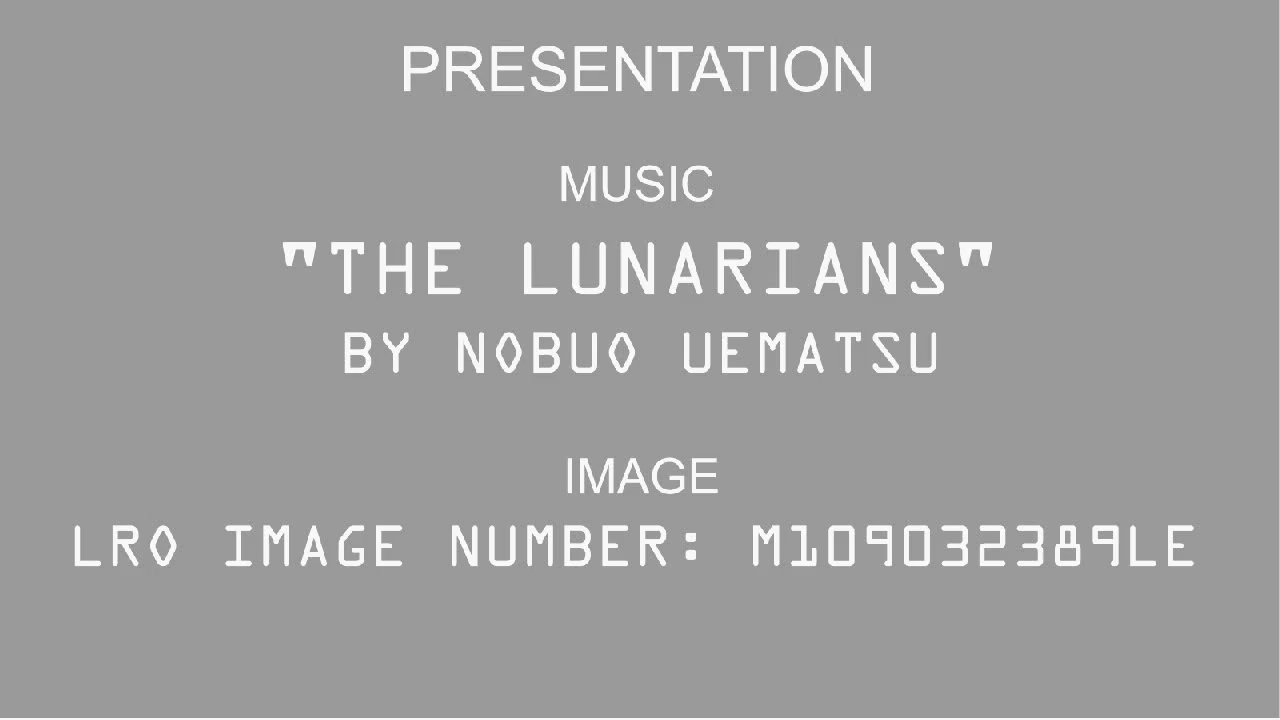 PRESENTATION
MUSIC
"THE LUNARIANS"
BY NOBUO UEMATSU
IMAGE
LRO IMAGE NUMBER: M109032389LE